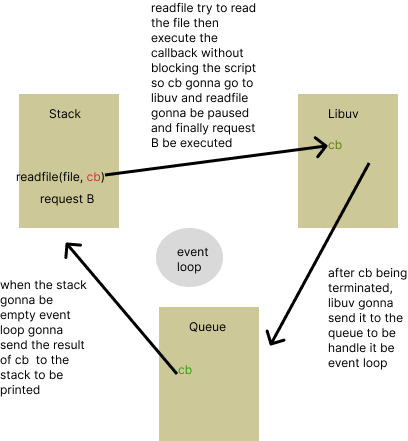 readfile try to read
the file then
execute the
callback without
blocking the script
so cb gonna go to
libuv and readfile
gonna be paused
and finally request
B be executed
Stack
readfile(file, cb)
request B
Libuv
cb
event
loop
after cb being
terminated,
libuv gonna
send it to the
queue to be
handle it be
event loop
when the stack
gonna be
empty event
loop gonna
send the result
of cb to the
stack to be
printed
Queue
cb